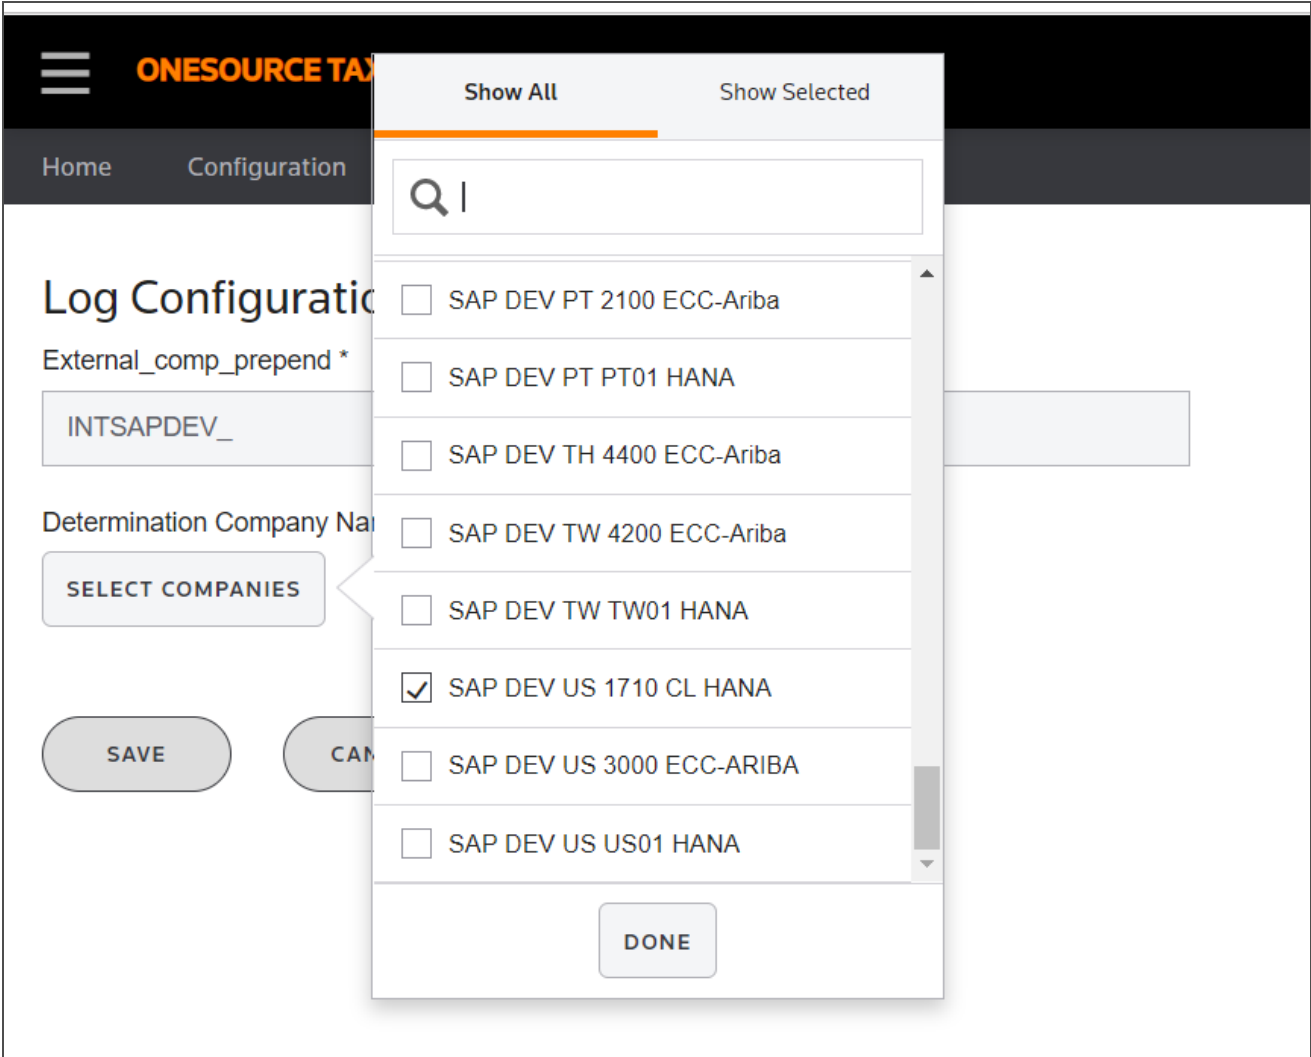 ONESOURCE TAX
Show All
Show Selected
Home
Configuration
Log Configuratio
External_comp_prepend *
INTSAPDEV_
Determination Company Na
SELECT COMPANIES
SAVE
CAN
SAP DEV PT 2100 ECC-Ariba
SAP DEV PT PT01 HANA
SAP DEV TH 4400 ECC-Ariba
SAP DEV TW 4200 ECC-Ariba
SAP DEV TW TW01 HANA
SAP DEV US 1710 CL HANA
SAP DEV US 3000 ECC-ARIBA
SAP DEV US US01 HANA
DONE